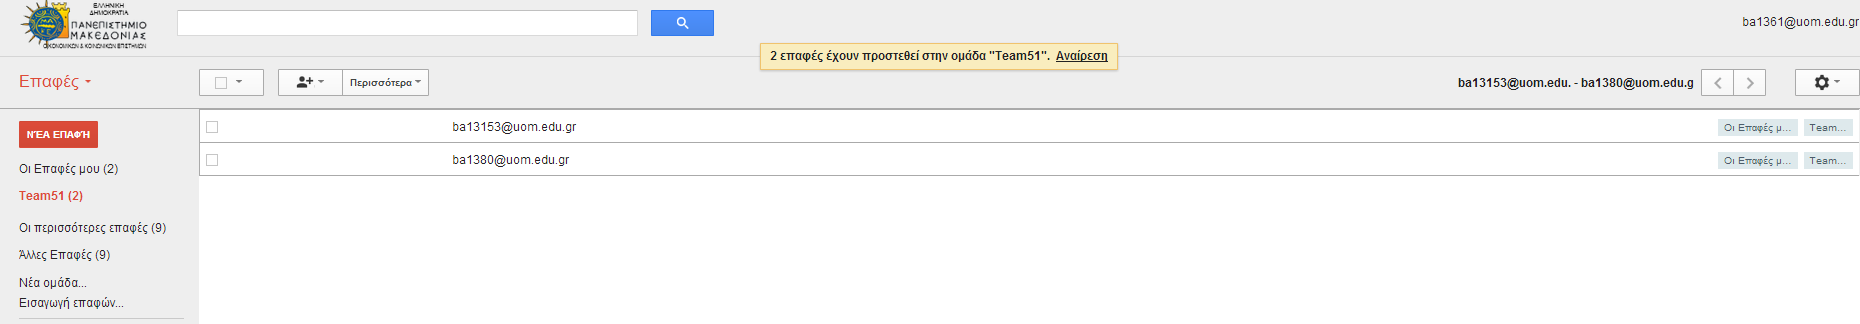 ΕΛΛΗΝΙΚΗ
ΔΗΜΟΚΡΑΤΙΑ
ΠΑΝΕΠΙΣΤΗΜΙΟ
ΜΑΚΕΔΟΝΙΑΣ
ΟΙΚΟΝΟΜΙΚΩΝ & ΚΟΙΝΩΝΙΚΩΝ ΕΠΙΣΤΗΜΩΝ
ba1361@uom.edu.gr
2 επαφές έχουν προστεθεί στην ομάδα "Team51". Αναίρεση
Επαφές
Περισσότερα
ba13153@uom.edu. - ba1380@uom.edu.g
ΝΈΑ ΕΠΑΦΉ
Οι Επαφές μου (2)
Team51 (2)
Οι περισσότερες επαφές (9)
Άλλες Επαφές (9)
Νέα ομάδα...
Εισαγωγή επαφών...
ba13153@uom.edu.gr Οι Επαφές μ... Team...
ba1380@uom.edu.gr Οι Επαφές μ... Team...